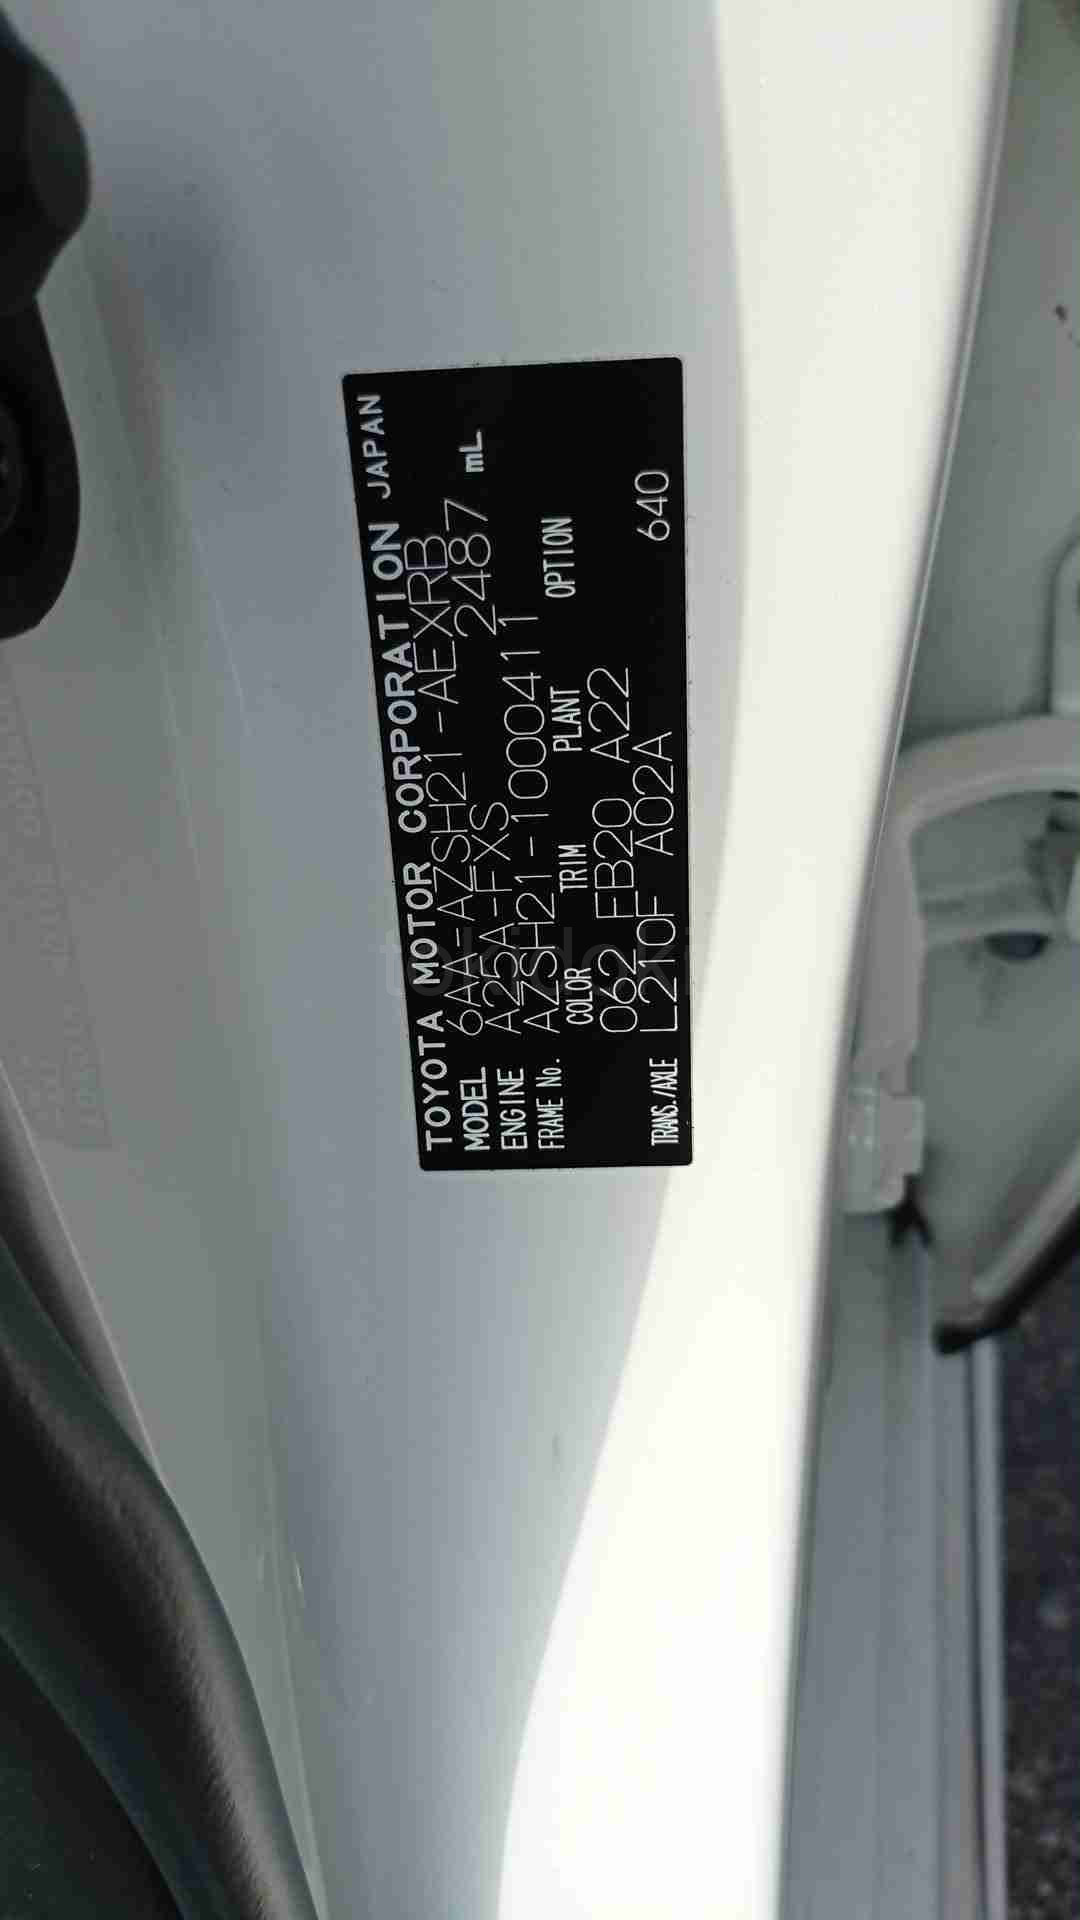 TOYOTA MOTOR CORPORATION JAPAN
MODEL 6AA-AZSH21-AEXRB
ENGINE A25A-FXS 2487 mL
FRAME No. AZSH21-1000411
COLOR TRIM PLANT OPTION
062 FB20 A22
TRANS./AXLE L210F A02A 640
tokidoki